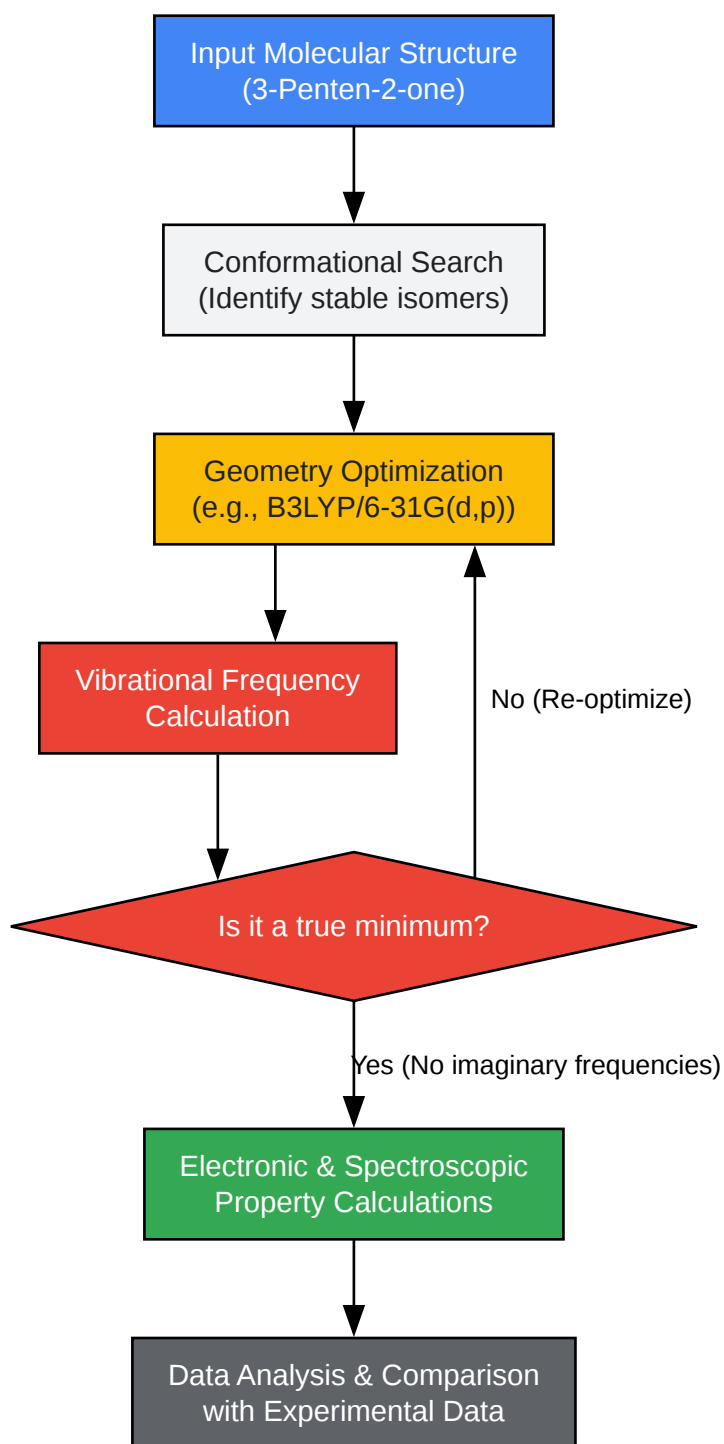 Input Molecular Structure
(3-Penten-2-one)
Conformational Search
(Identify stable isomers)
Geometry Optimization
(e.g., B3LYP/6-31G(d,p))
Vibrational Frequency
Calculation
No (Re-optimize)
Is it a true minimum?
Yes (No imaginary frequencies)
Electronic & Spectroscopic
Property Calculations
Data Analysis & Comparison
with Experimental Data